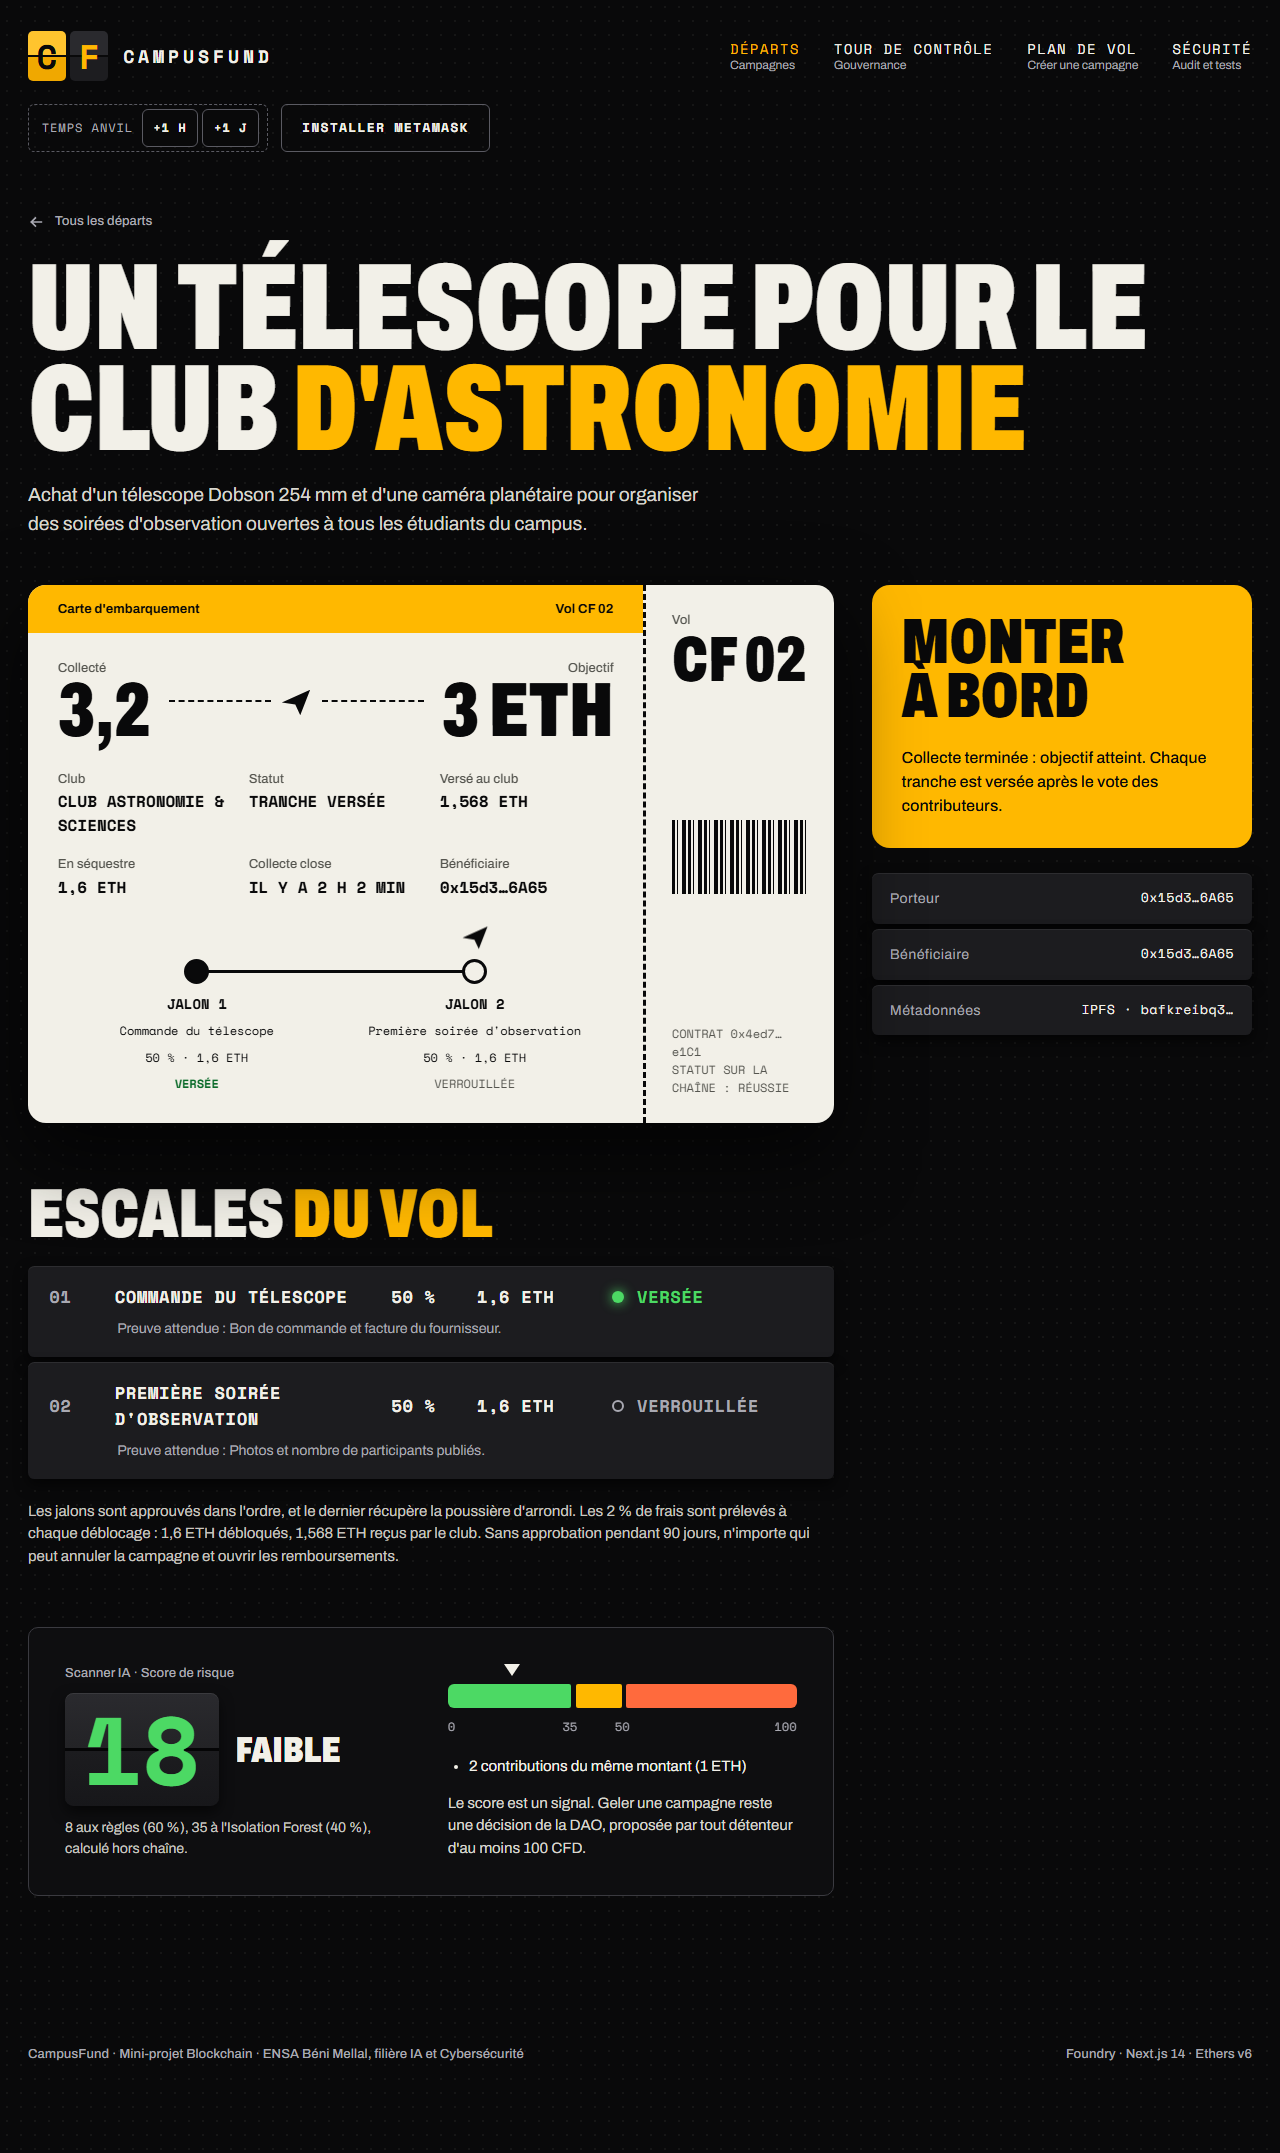 CF CAMPUSFUND
DÉPARTS
Campagnes
TOUR DE CONTRÔLE
Gouvernance
PLAN DE VOL
Créer une campagne
SÉCURITÉ
Audit et tests
TEMPS ANVIL +1 H +1 J
INSTALLER METAMASK
← Tous les départs
UN TÉLESCOPE POUR LE
CLUB D'ASTRONOMIE
Achat d'un télescope Dobson 254 mm et d'une caméra planétaire pour organiser
des soirées d'observation ouvertes à tous les étudiants du campus.
Carte d'embarquement Vol CF 02
Collecté Objectif
3,2 3 ETH
Club Statut Versé au club
CLUB ASTRONOMIE & TRANCHE VERSÉE 1,568 ETH
SCIENCES
En séquestre Collecte close Bénéficiaire
1,6 ETH IL Y A 2 H 2 MIN 0x15d3…6A65
JALON 1 JALON 2
Commande du télescope Première soirée d'observation
50 % · 1,6 ETH 50 % · 1,6 ETH
VERSÉE VERROUILLÉE
Vol
CF 02
CONTRAT 0x4ed7…
e1C1
STATUT SUR LA
CHAÎNE : RÉUSSIE
MONTER
À BORD
Collecte terminée : objectif atteint. Chaque
tranche est versée après le vote des
contributeurs.
Porteur 0x15d3…6A65
Bénéficiaire 0x15d3…6A65
Métadonnées IPFS · bafkreibq3…
ESCALES DU VOL
01 COMMANDE DU TÉLESCOPE 50 % 1,6 ETH VERSÉE
Preuve attendue : Bon de commande et facture du fournisseur.
02 PREMIÈRE SOIRÉE
D'OBSERVATION 50 % 1,6 ETH VERROUILLÉE
Preuve attendue : Photos et nombre de participants publiés.
Les jalons sont approuvés dans l'ordre, et le dernier récupère la poussière d'arrondi. Les 2 % de frais sont prélevés à
chaque déblocage : 1,6 ETH débloqués, 1,568 ETH reçus par le club. Sans approbation pendant 90 jours, n'importe qui
peut annuler la campagne et ouvrir les remboursements.
Scanner IA · Score de risque
18 FAIBLE
8 aux règles (60 %), 35 à l'Isolation Forest (40 %),
calculé hors chaîne.
0 35 50 100
• 2 contributions du même montant (1 ETH)
Le score est un signal. Geler une campagne reste
une décision de la DAO, proposée par tout détenteur
d'au moins 100 CFD.
CampusFund · Mini-projet Blockchain · ENSA Béni Mellal, filière IA et Cybersécurité
Foundry · Next.js 14 · Ethers v6